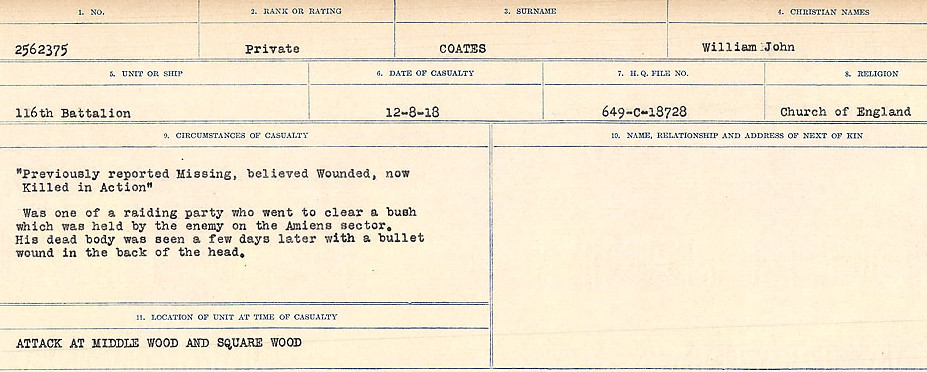 1. NO.
2. RANK OR RATING
3. SURNAME
4. CHRISTIAN NAMES
2562375
Private
COATES
William John
5. UNIT OR SHIP
6. DATE OF CASUALTY
7. H. Q. FILE NO.
8. RELIGION
116th Battalion
12-8-18
649-C-18728
Church of England
9. CIRCUMSTANCES OF CASUALTY
10. NAME, RELATIONSHIP AND ADDRESS OF NEXT OF KIN
"Previously reported Missing, believed Wounded, now
Killed in Action"
Was one of a raiding party who went to clear a bush
which was held by the enemy on the Amiens sector.
His dead body was seen a few days later with a bullet
wound in the back of the head.
11. LOCATION OF UNIT AT TIME OF CASUALTY
ATTACK AT MIDDLE WOOD AND SQUARE WOOD